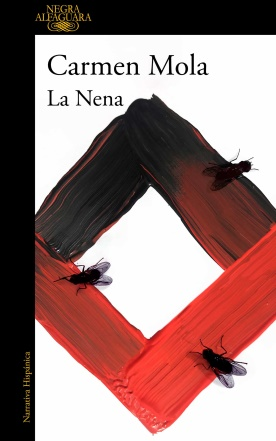 NEGRA
ALFAGUARA
Carmen Mola
La Nena
Narrativa Hispánica